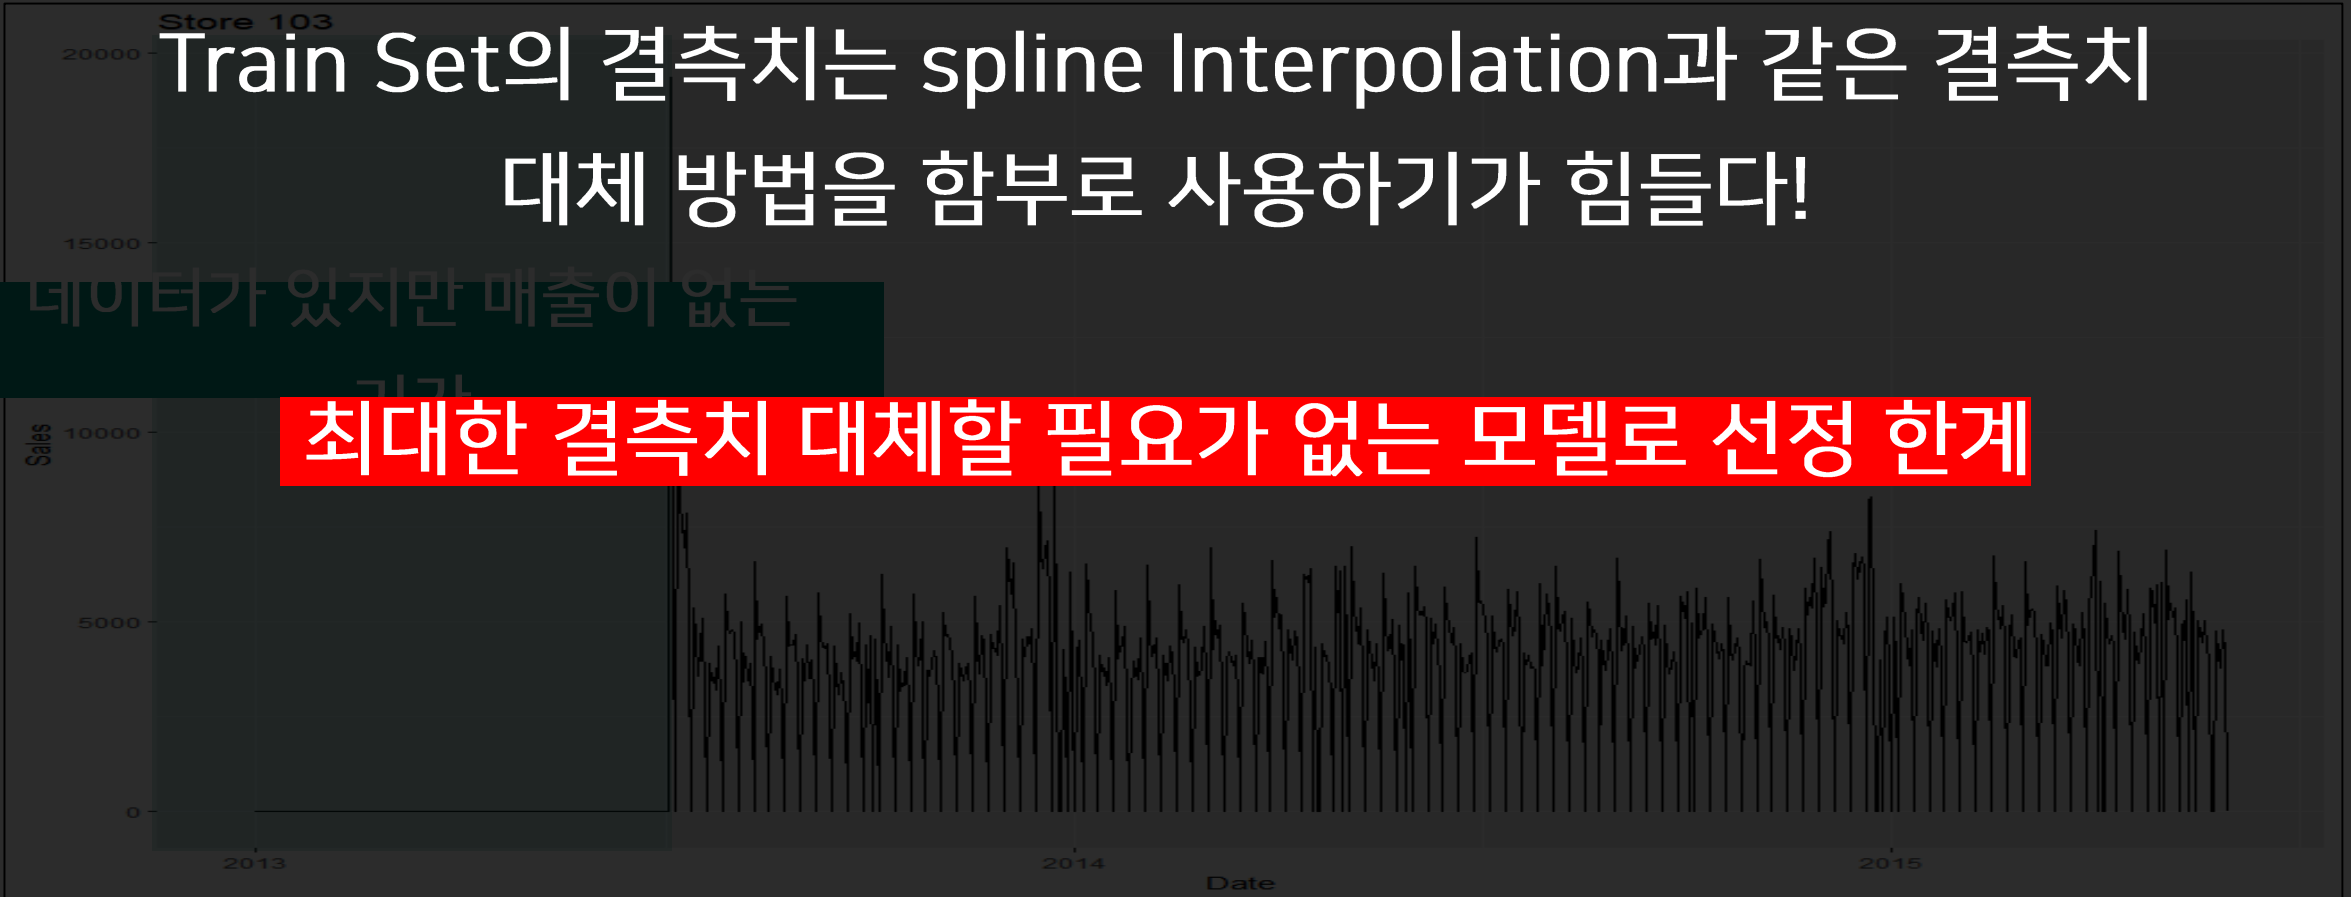 Store 103
Train Set의 결측치는 spline Interpolation과 같은 결측치
대체 방법을 함부로 사용하기가 힘들다!
20000
15000
데이터가 있지만 매출이 없는
최대한 결측치 대체할 필요가 없는 모델로 선정 한계
Sales
10000
5000
0
2013
2014
2015
Date